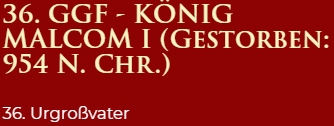 36. GGF - KÖNIG
MALCOM I (GESTORBEN:
954 N. CHR.)
36. Urgroßvater